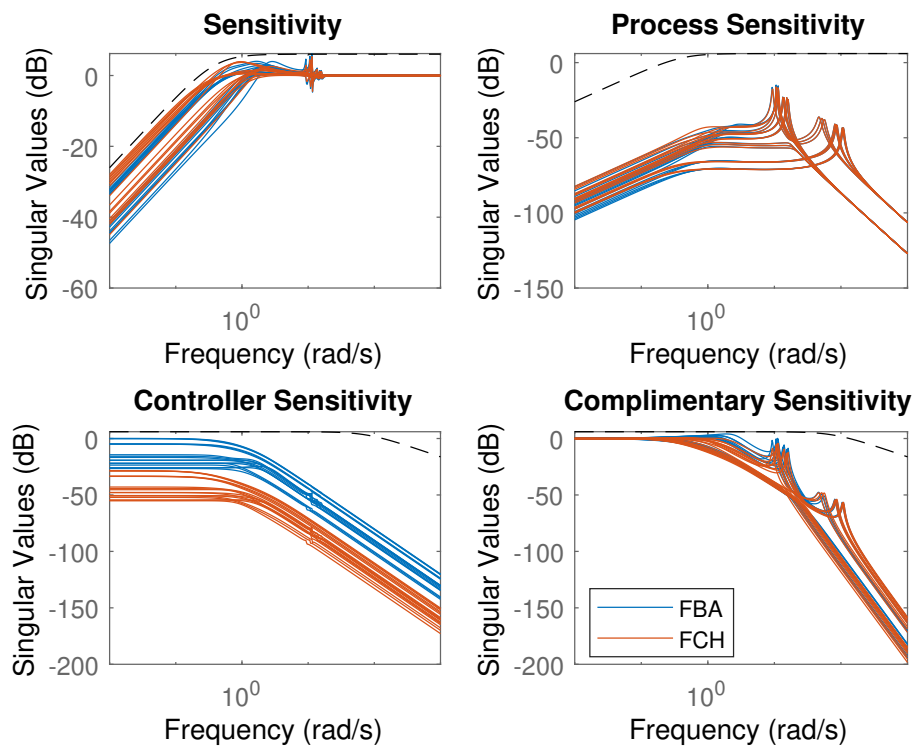 Sensitivity
Singular Values (dB)
0
-20
-40
-60
10^0
Frequency (rad/s)
Process Sensitivity
Singular Values (dB)
0
-50
-100
-150
10^0
Frequency (rad/s)
Controller Sensitivity
Singular Values (dB)
0
-50
-100
-150
-200
10^0
Frequency (rad/s)
Complimentary Sensitivity
Singular Values (dB)
0
-50
-100
-150
-200
10^0
Frequency (rad/s)
FBA
FCH